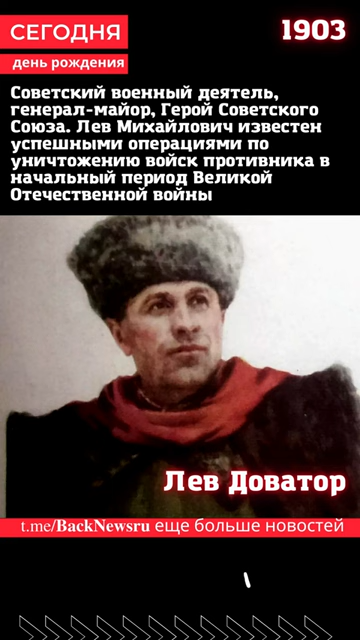 СЕГОДНЯ
1903
день рождения
Советский военный деятель,
генерал-майор, Герой Советского
Союза. Лев Михайлович известен
успешными операциями по
уничтожению войск противника в
начальный период Великой
Отечественной войны
Лев Доватор
t.me/BackNewsru еще больше новостей